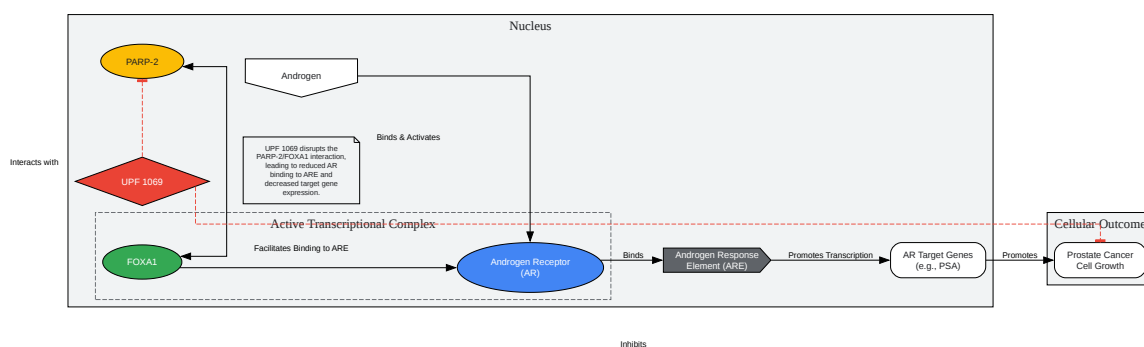 Nucleus
PARP-2
Androgen
Binds & Activates
UPF 1069 disrupts the
PARP-2/FOXA1 interaction,
leading to reduced AR
binding to ARE and
decreased target gene
expression.
Interacts with
UPF 1069
Active Transcriptional Complex
Cellular Outcome
Facilitates Binding to ARE
FOXA1
Androgen Receptor
(AR)
Binds
Androgen Response
Element (ARE)
Promotes Transcription
AR Target Genes
(e.g., PSA)
Promotes
Prostate Cancer
Cell Growth
Inhibits